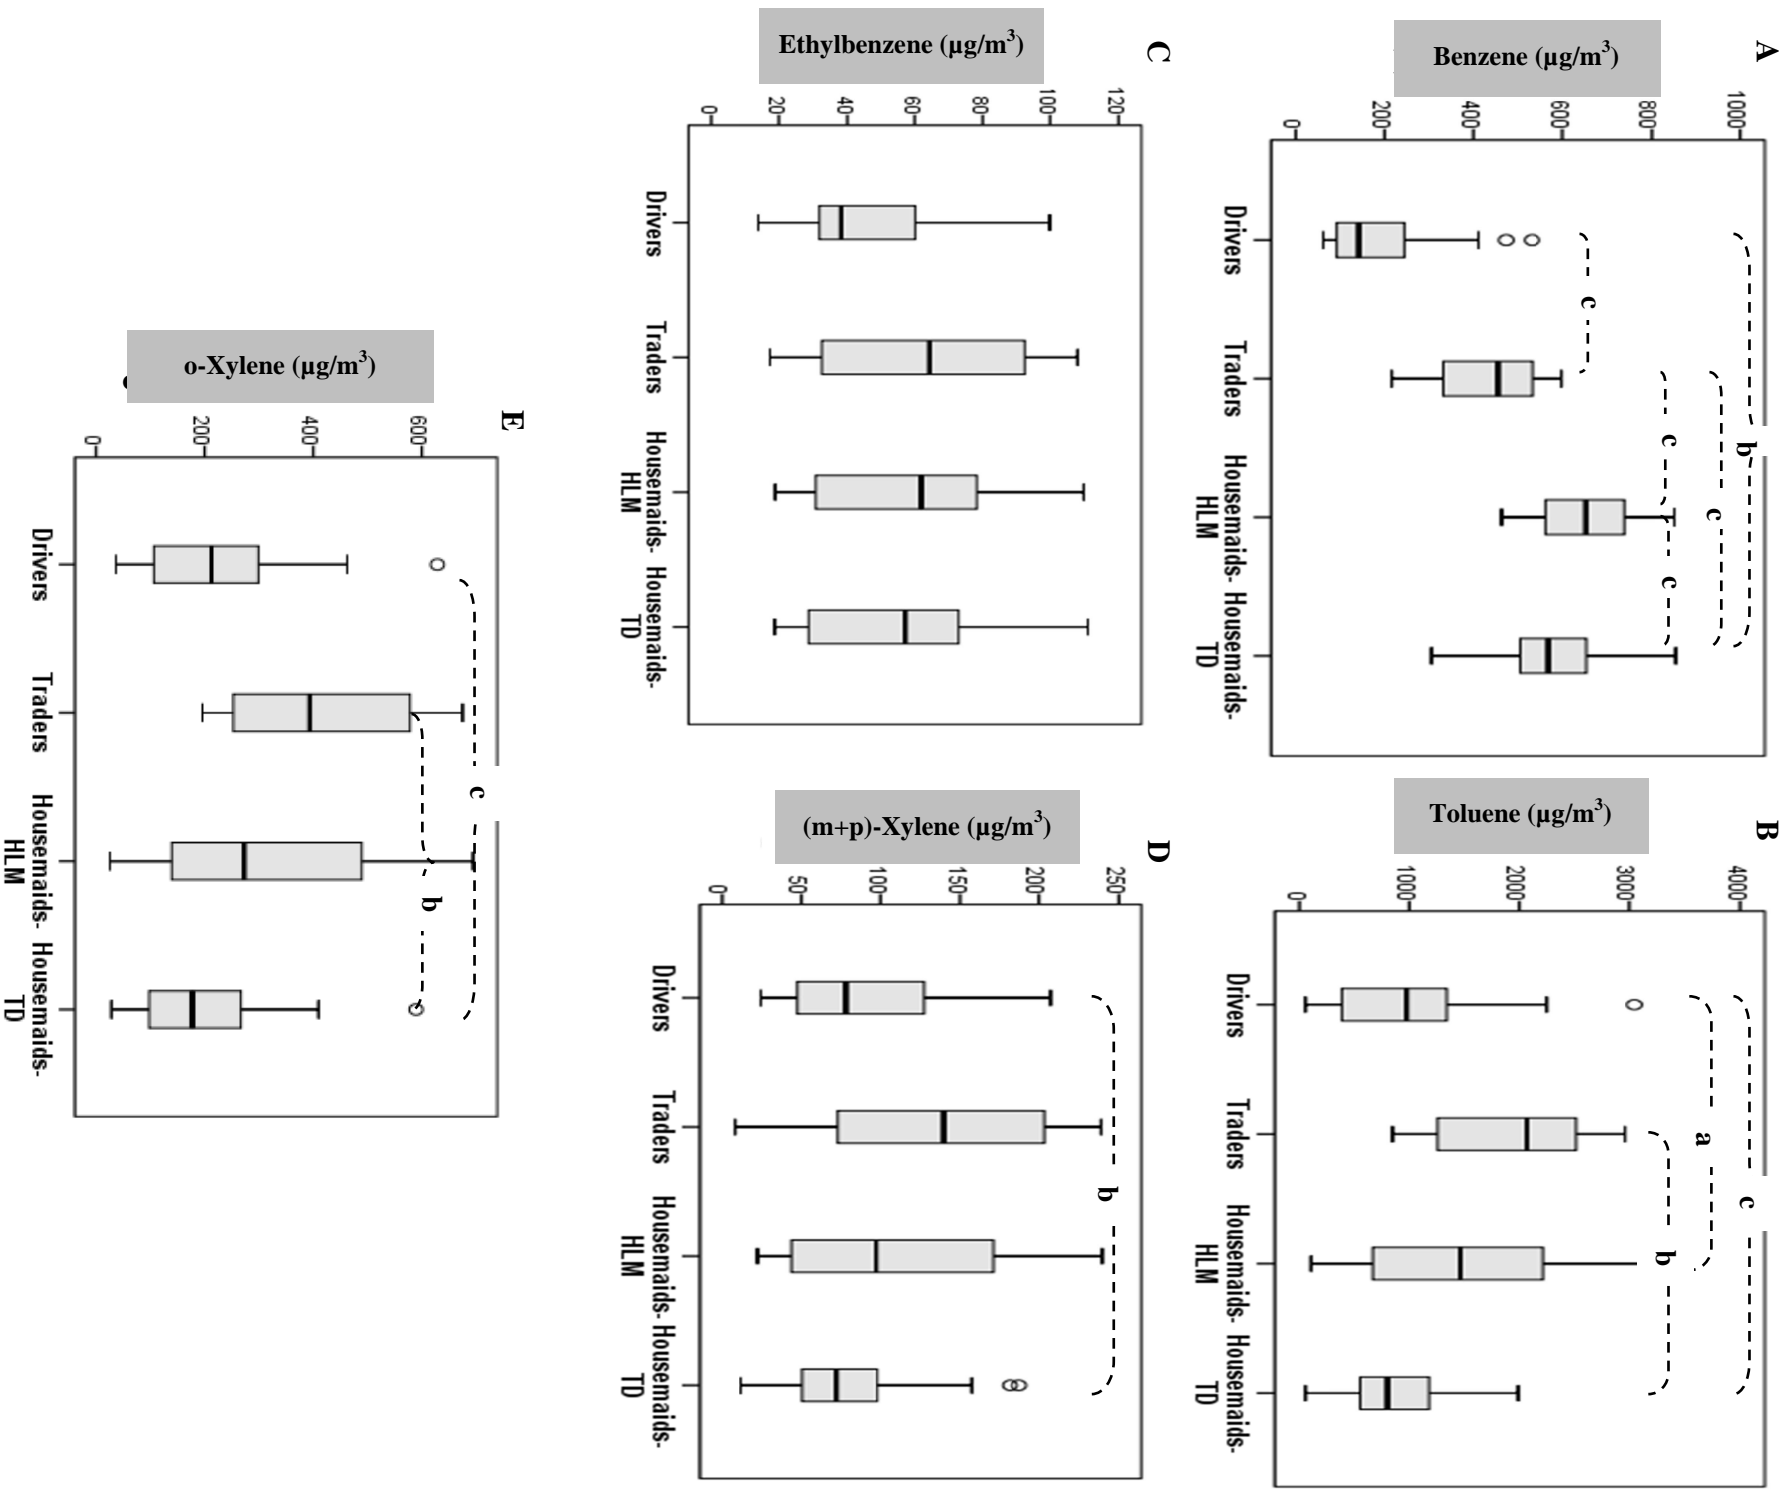 A
Benzene (µg/m³)
1000
800
600
400
200
0
b
c
c
c
c
Drivers
Traders
Housemaids-
HLM
Housemaids-
TD
B
Toluene (µg/m³)
4000
3000
2000
1000
0
c
a
b
Drivers
Traders
Housemaids-
HLM
Housemaids-
TD
C
Ethylbenzene (µg/m³)
120
100
80
60
40
20
0
Drivers
Traders
Housemaids-
HLM
Housemaids-
TD
D
(m+p)-Xylene (µg/m³)
250
200
150
100
50
0
b
Drivers
Traders
Housemaids-
HLM
Housemaids-
TD
E
o-Xylene (µg/m³)
600
400
200
0
c
b
Drivers
Traders
Housemaids-
HLM
Housemaids-
TD